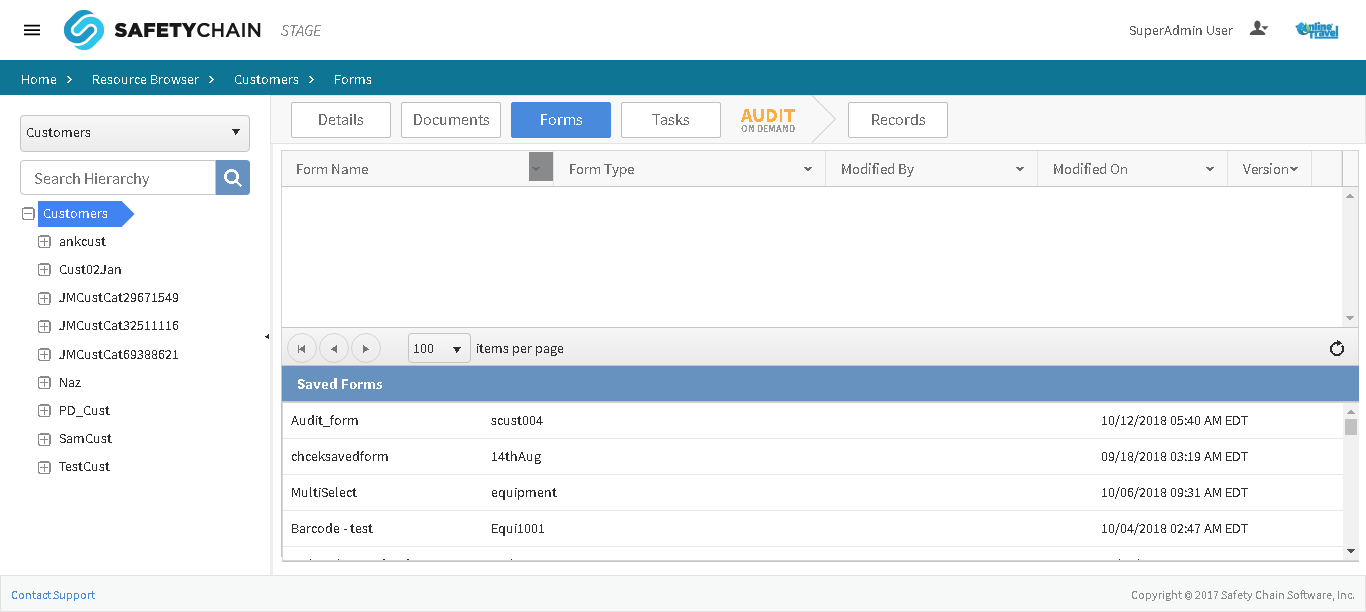 SAFETYCHAIN STAGE
SuperAdmin User
Online Travel
Home > Resource Browser > Customers > Forms
Customers
Search Hierarchy
Customers
ankcust
Cust02Jan
JMCustCat29671549
JMCustCat32511116
JMCustCat69388621
Naz
PD_Cust
SamCust
TestCust
Details Documents Forms Tasks AUDIT ON DEMAND Records
Form Name Form Type Modified By Modified On Version
100 items per page
Saved Forms
Audit_form scust004 10/12/2018 05:40 AM EDT
chceksavedform 14thAug 09/18/2018 03:19 AM EDT
MultiSelect equipment 10/06/2018 09:31 AM EDT
Barcode - test Equi1001 10/04/2018 02:47 AM EDT
Contact Support
Copyright © 2017 Safety Chain Software, Inc.